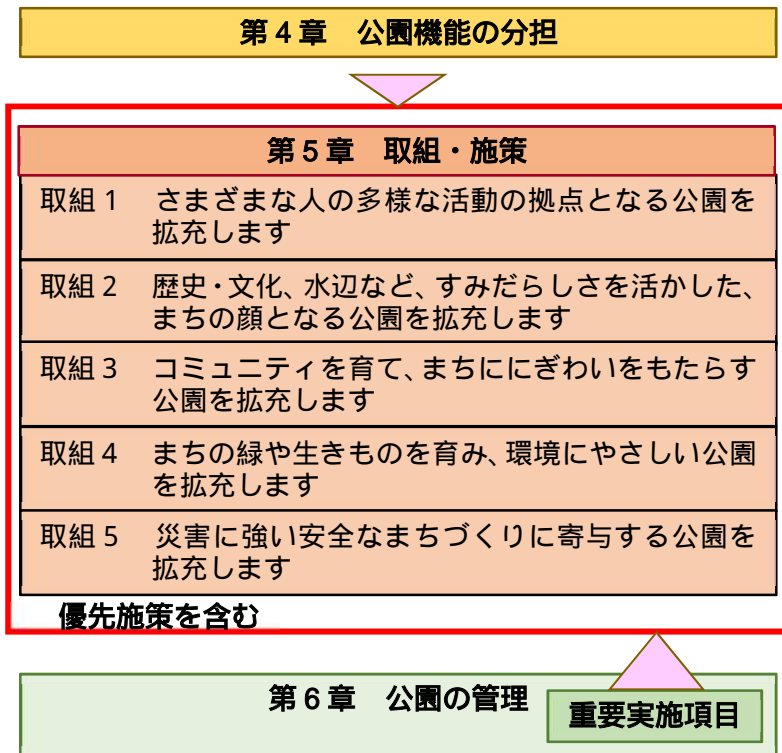 第４章　公園機能の分担
第５章　取組・施策
取組１　さまざまな人の多様な活動の拠点となる公園を
拡充します
取組２　歴史・文化、水辺など、すみだらしさを活かした、
まちの顔となる公園を拡充します
取組３　コミュニティを育て、まちににぎわいをもたらす
公園を拡充します
取組４　まちの緑や生きものを育み、環境にやさしい公園
を拡充します
取組５　災害に強い安全なまちづくりに寄与する公園を
拡充します
優先施策を含む
第６章　公園の管理
重要実施項目